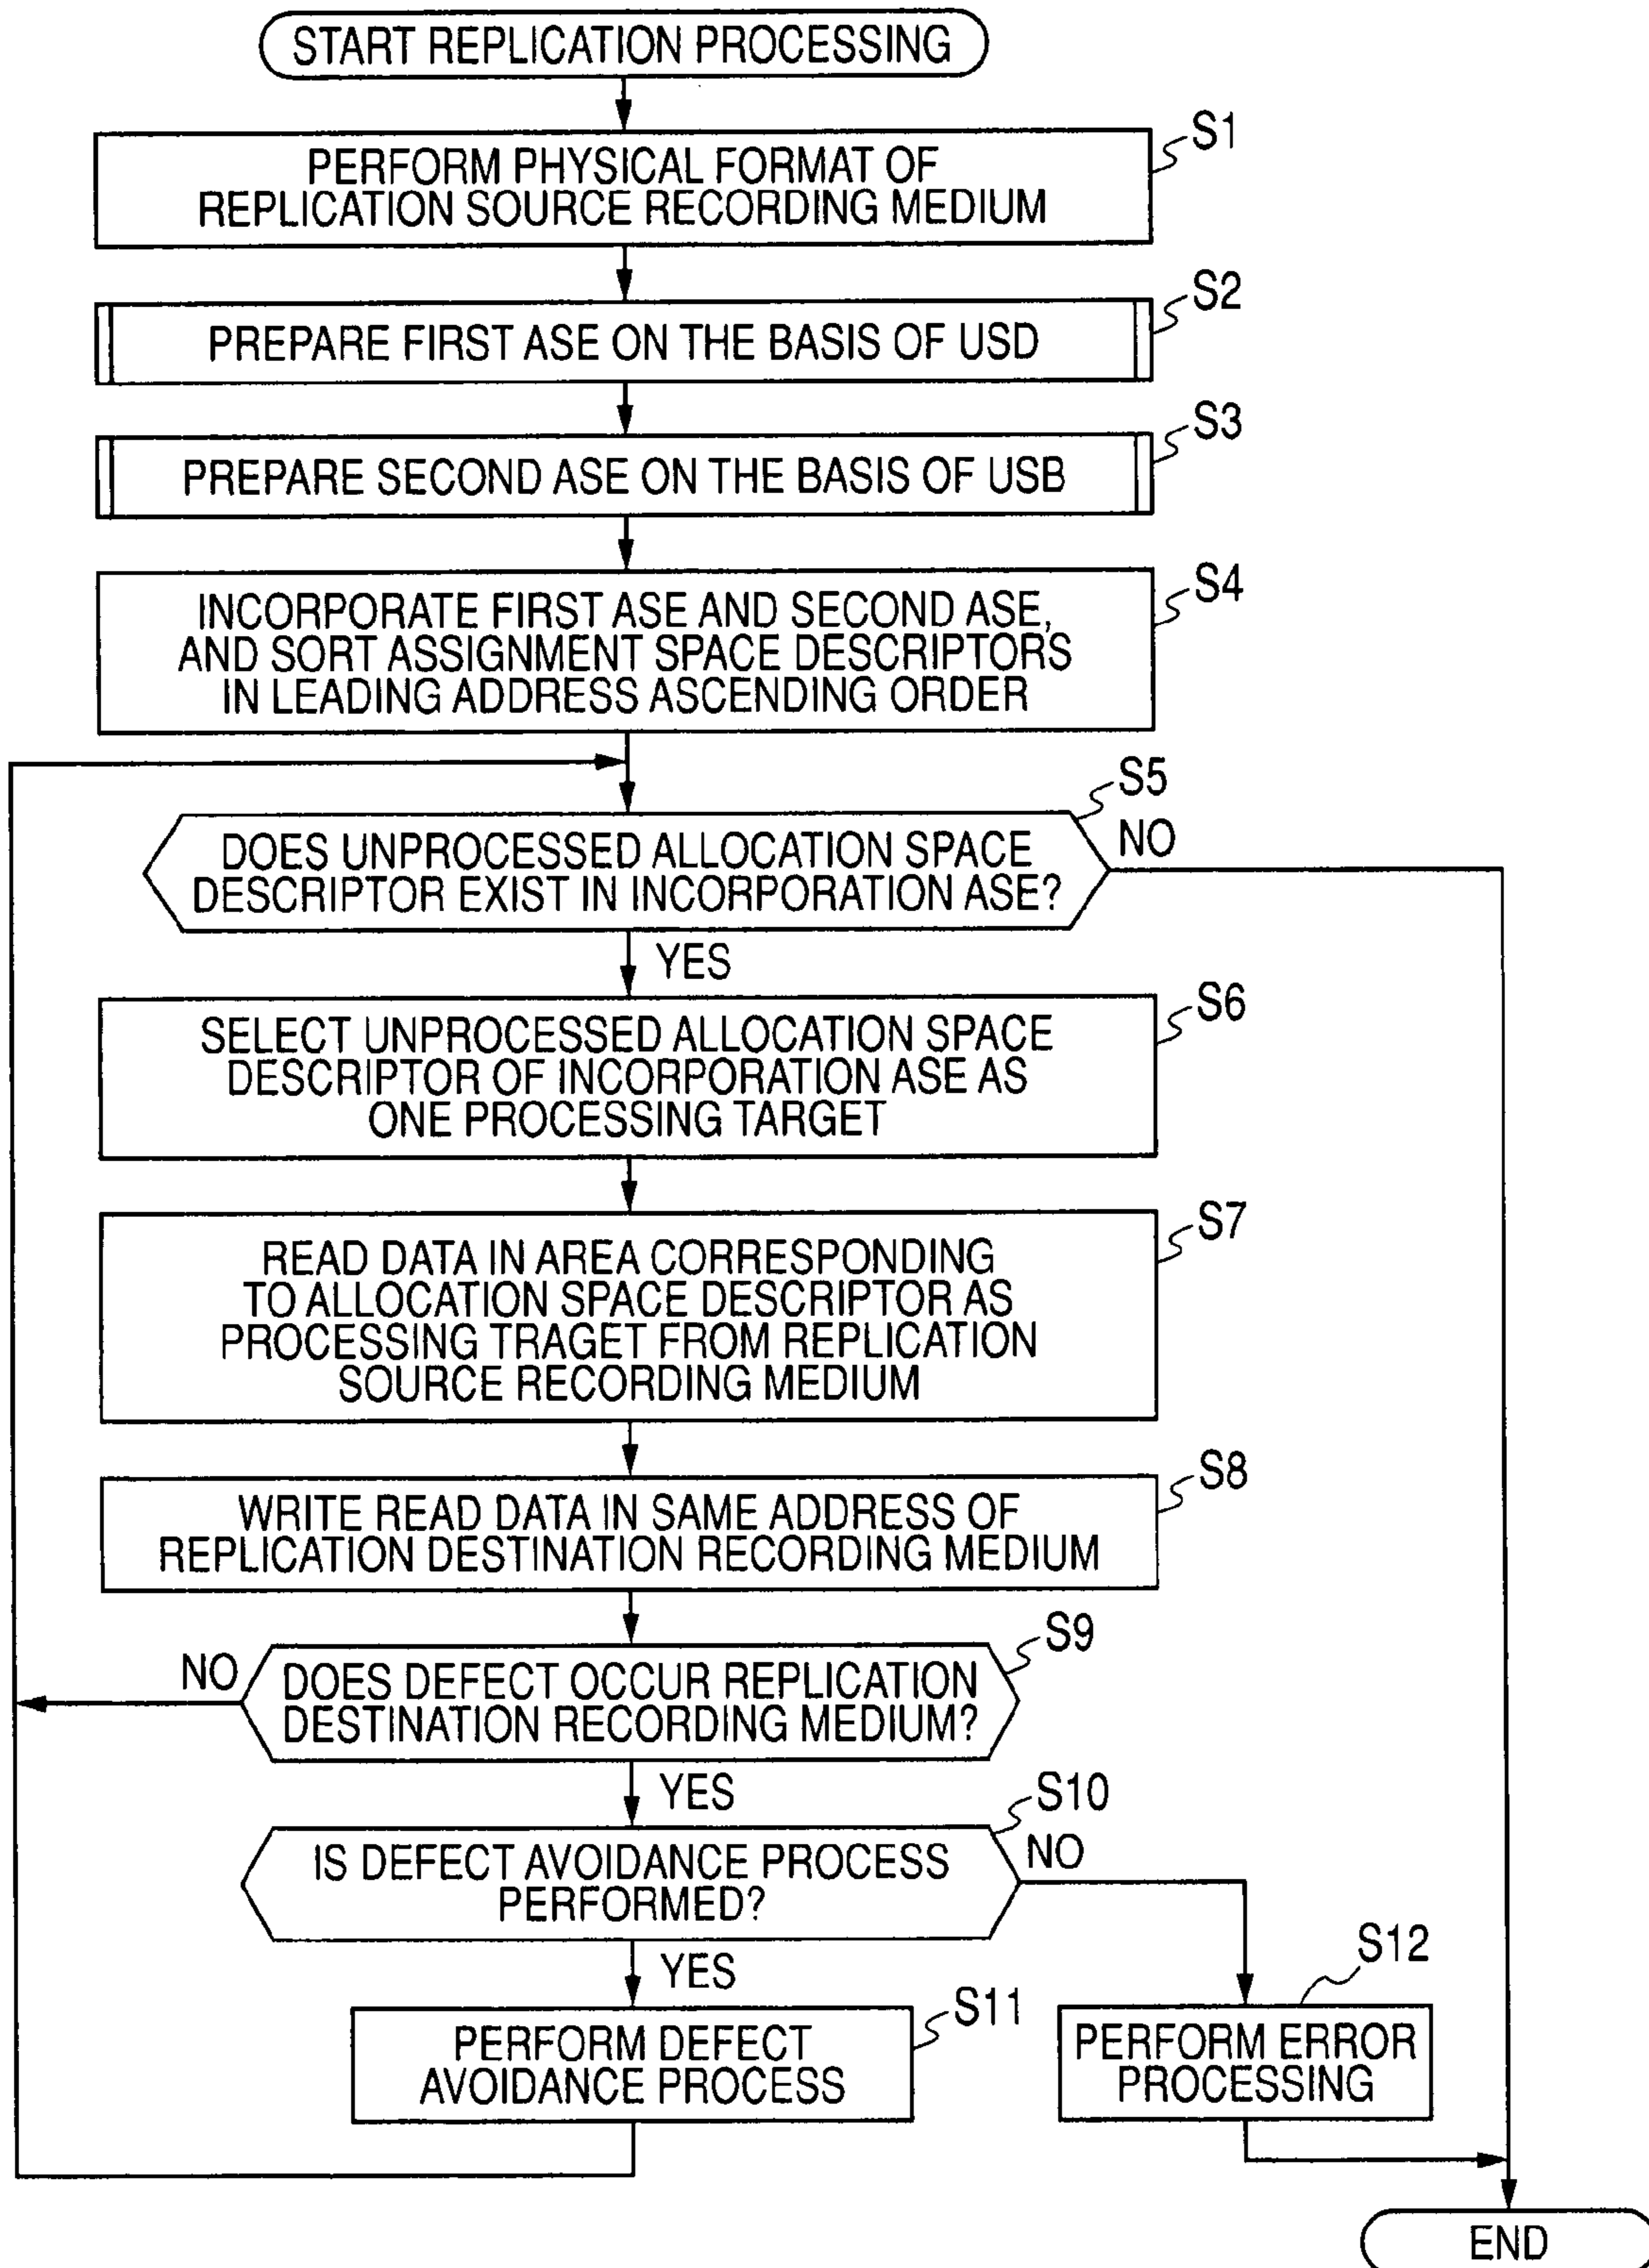 START REPLICATION PROCESSING
S1
PERFORM PHYSICAL FORMAT OF
REPLICATION SOURCE RECORDING MEDIUM
S2
PREPARE FIRST ASE ON THE BASIS OF USD
S3
PREPARE SECOND ASE ON THE BASIS OF USB
S4
INCORPORATE FIRST ASE AND SECOND ASE,
AND SORT ASSIGNMENT SPACE DESCRIPTORS
IN LEADING ADDRESS ASCENDING ORDER
S5
NO
DOES UNPROCESSED ALLOCATION SPACE
DESCRIPTOR EXIST IN INCORPORATION ASE?
YES
S6
SELECT UNPROCESSED ALLOCATION SPACE
DESCRIPTOR OF INCORPORATION ASE AS
ONE PROCESSING TARGET
S7
READ DATA IN AREA CORRESPONDING
TO ALLOCATION SPACE DESCRIPTOR AS
PROCESSING TRAGET FROM REPLICATION
SOURCE RECORDING MEDIUM
S8
WRITE READ DATA IN SAME ADDRESS OF
REPLICATION DESTINATION RECORDING MEDIUM
S9
NO
DOES DEFECT OCCUR REPLICATION
DESTINATION RECORDING MEDIUM?
YES
S10
NO
IS DEFECT AVOIDANCE PROCESS
PERFORMED?
YES
S11
PERFORM DEFECT
AVOIDANCE PROCESS
S12
PERFORM ERROR
PROCESSING
END